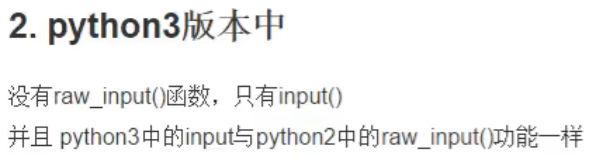 2. python3版本中
没有raw_input()函数，只有input()
并且 python3中的input与python2中的raw_input()功能一样